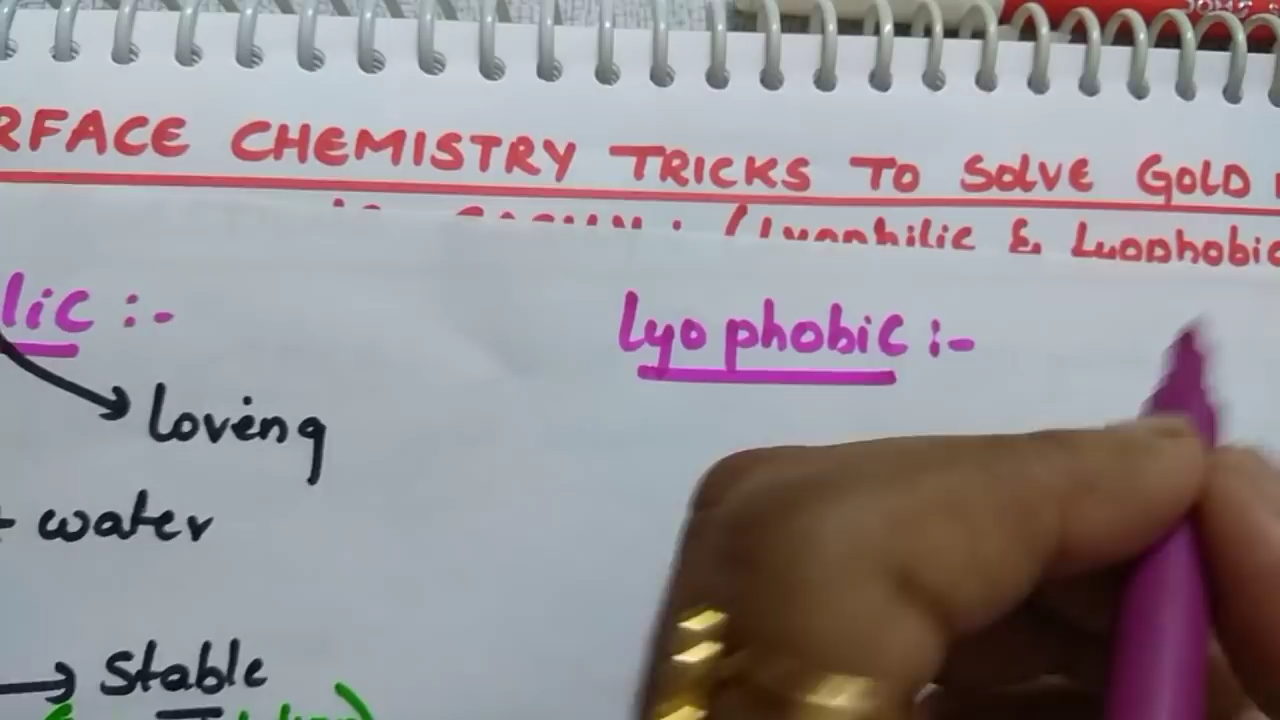 RFACE CHEMISTRY TRICKS TO SOLVE GOLD
(Lyophilic & Lyophobic
lic :-
Lyophobic :-
loving
water
Stable